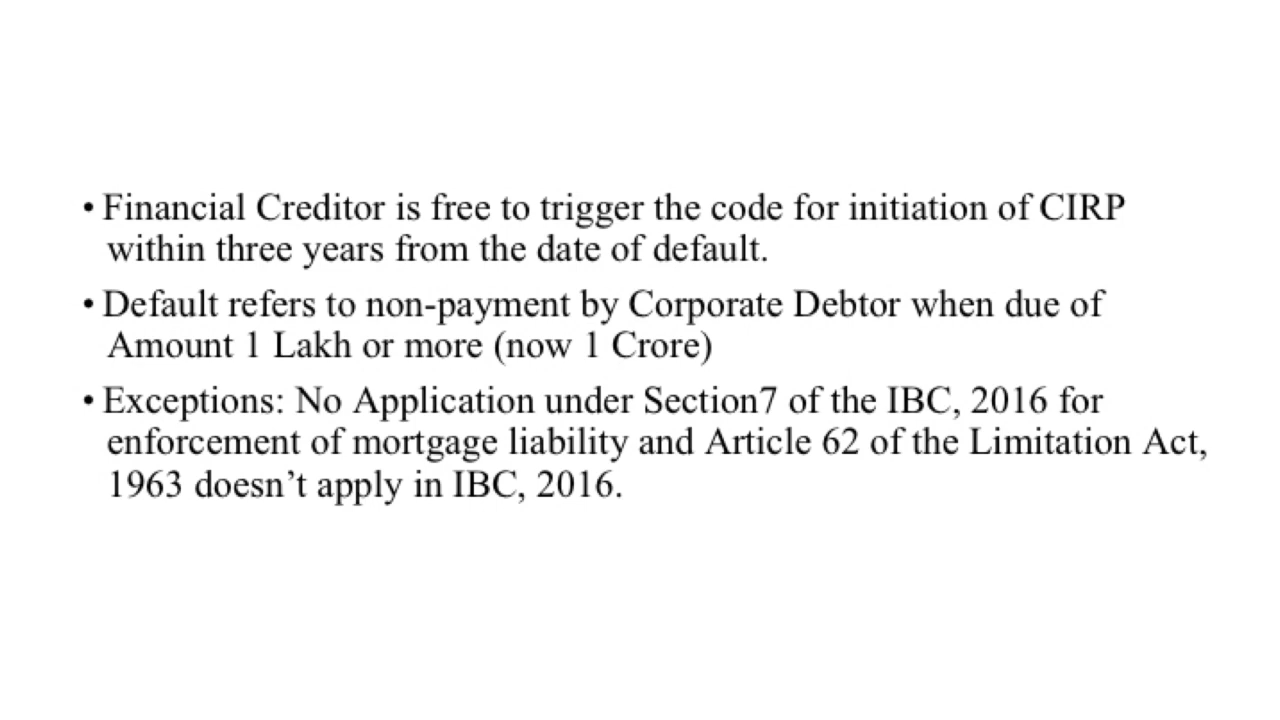 • Financial Creditor is free to trigger the code for initiation of CIRP
within three years from the date of default.
• Default refers to non-payment by Corporate Debtor when due of
Amount 1 Lakh or more (now 1 Crore)
• Exceptions: No Application under Section7 of the IBC, 2016 for
enforcement of mortgage liability and Article 62 of the Limitation Act,
1963 doesn’t apply in IBC, 2016.